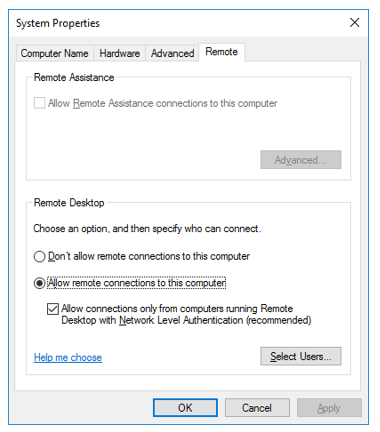 System Properties
Computer Name Hardware Advanced Remote
Remote Assistance
Allow Remote Assistance connections to this computer
Advanced...
Remote Desktop
Choose an option, and then specify who can connect.
Don't allow remote connections to this computer
Allow remote connections to this computer
Allow connections only from computers running Remote
Desktop with Network Level Authentication (recommended)
Help me choose Select Users...
OK Cancel Apply